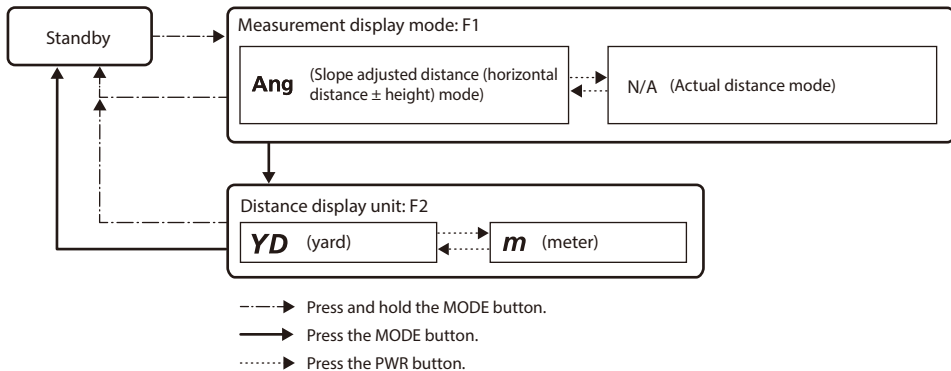 Standby
Measurement display mode: F1
Ang (Slope adjusted distance (horizontal
distance ± height) mode)
N/A (Actual distance mode)
Distance display unit: F2
YD (yard)
m (meter)
Press and hold the MODE button.
Press the MODE button.
Press the PWR button.